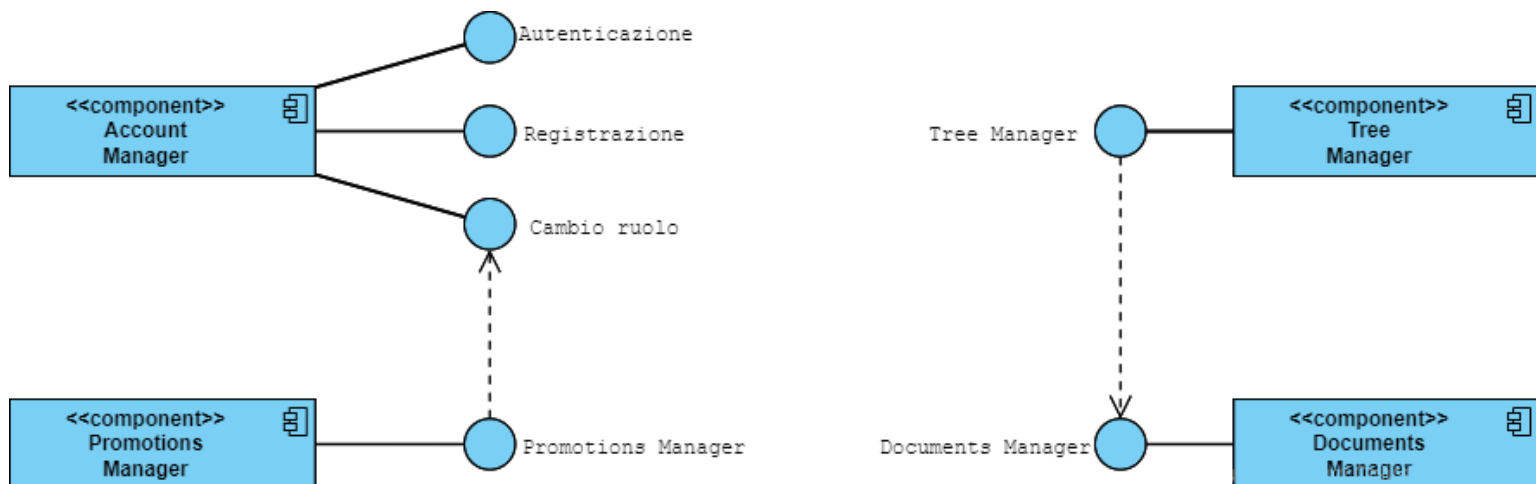 Autenticazione
<<component>>
Account
Manager
Registrazione
Cambio ruolo
Tree Manager
<<component>>
Tree
Manager
<<component>>
Promotions
Manager
Promotions Manager
Documents Manager
<<component>>
Documents
Manager